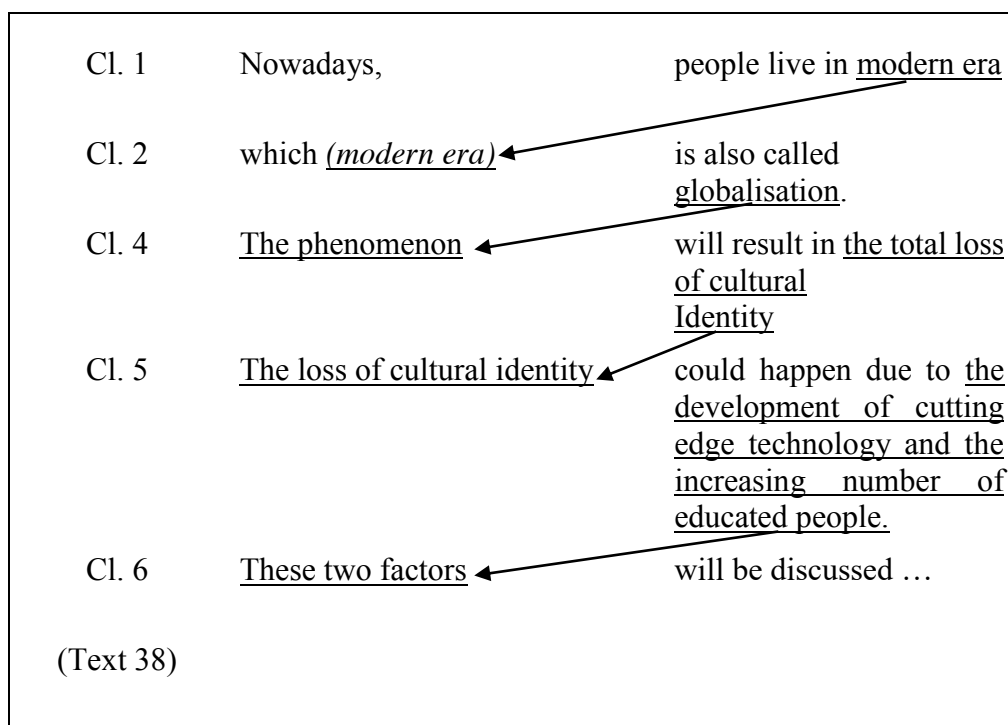 Cl. 1 Nowadays, people live in modern era
Cl. 2 which (modern era) is also called
globalisation.
Cl. 4 The phenomenon will result in the total loss
of cultural
Identity
Cl. 5 The loss of cultural identity could happen due to the
development of cutting
edge technology and the
increasing number of
educated people.
Cl. 6 These two factors will be discussed …
(Text 38)